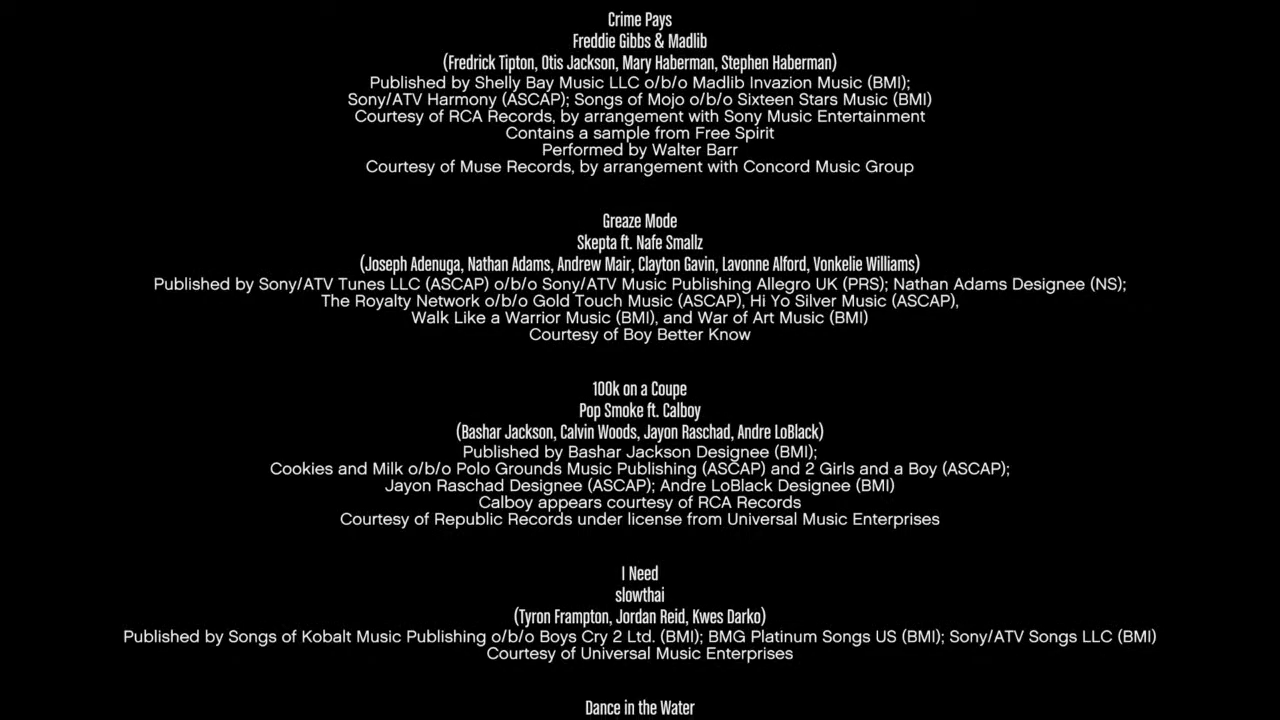 Crime Pays
Freddie Gibbs & Madlib
(Fredrick Tipton, Otis Jackson, Mary Haberman, Stephen Haberman)
Published by Shelly Bay Music LLC o/b/o Madlib Invazion Music (BMI);
Sony/ATV Harmony (ASCAP); Songs of Mojo o/b/o Sixteen Stars Music (BMI)
Courtesy of RCA Records, by arrangement with Sony Music Entertainment
Contains a sample from Free Spirit
Performed by Walter Barr
Courtesy of Muse Records, by arrangement with Concord Music Group
Greaze Mode
Skepta ft. Nafe Smallz
(Joseph Adenuga, Nathan Adams, Andrew Mair, Clayton Gavin, Lavonne Alford, Vonkelie Williams)
Published by Sony/ATV Tunes LLC (ASCAP) o/b/o Sony/ATV Music Publishing Allegro UK (PRS); Nathan Adams Designee (NS);
The Royalty Network o/b/o Gold Touch Music (ASCAP), Hi Yo Silver Music (ASCAP),
Walk Like a Warrior Music (BMI), and War of Art Music (BMI)
Courtesy of Boy Better Know
100k on a Coupe
Pop Smoke ft. Calboy
(Bashar Jackson, Calvin Woods, Jayon Raschad, Andre LoBlack)
Published by Bashar Jackson Designee (BMI);
Cookies and Milk o/b/o Polo Grounds Music Publishing (ASCAP) and 2 Girls and a Boy (ASCAP);
Jayon Raschad Designee (ASCAP); Andre LoBlack Designee (BMI)
Calboy appears courtesy of RCA Records
Courtesy of Republic Records under license from Universal Music Enterprises
I Need
slowthai
(Tyron Frampton, Jordan Reid, Kwes Darko)
Published by Songs of Kobalt Music Publishing o/b/o Boys Cry 2 Ltd. (BMI); BMG Platinum Songs US (BMI); Sony/ATV Songs LLC (BMI)
Courtesy of Universal Music Enterprises
Dance in the Water